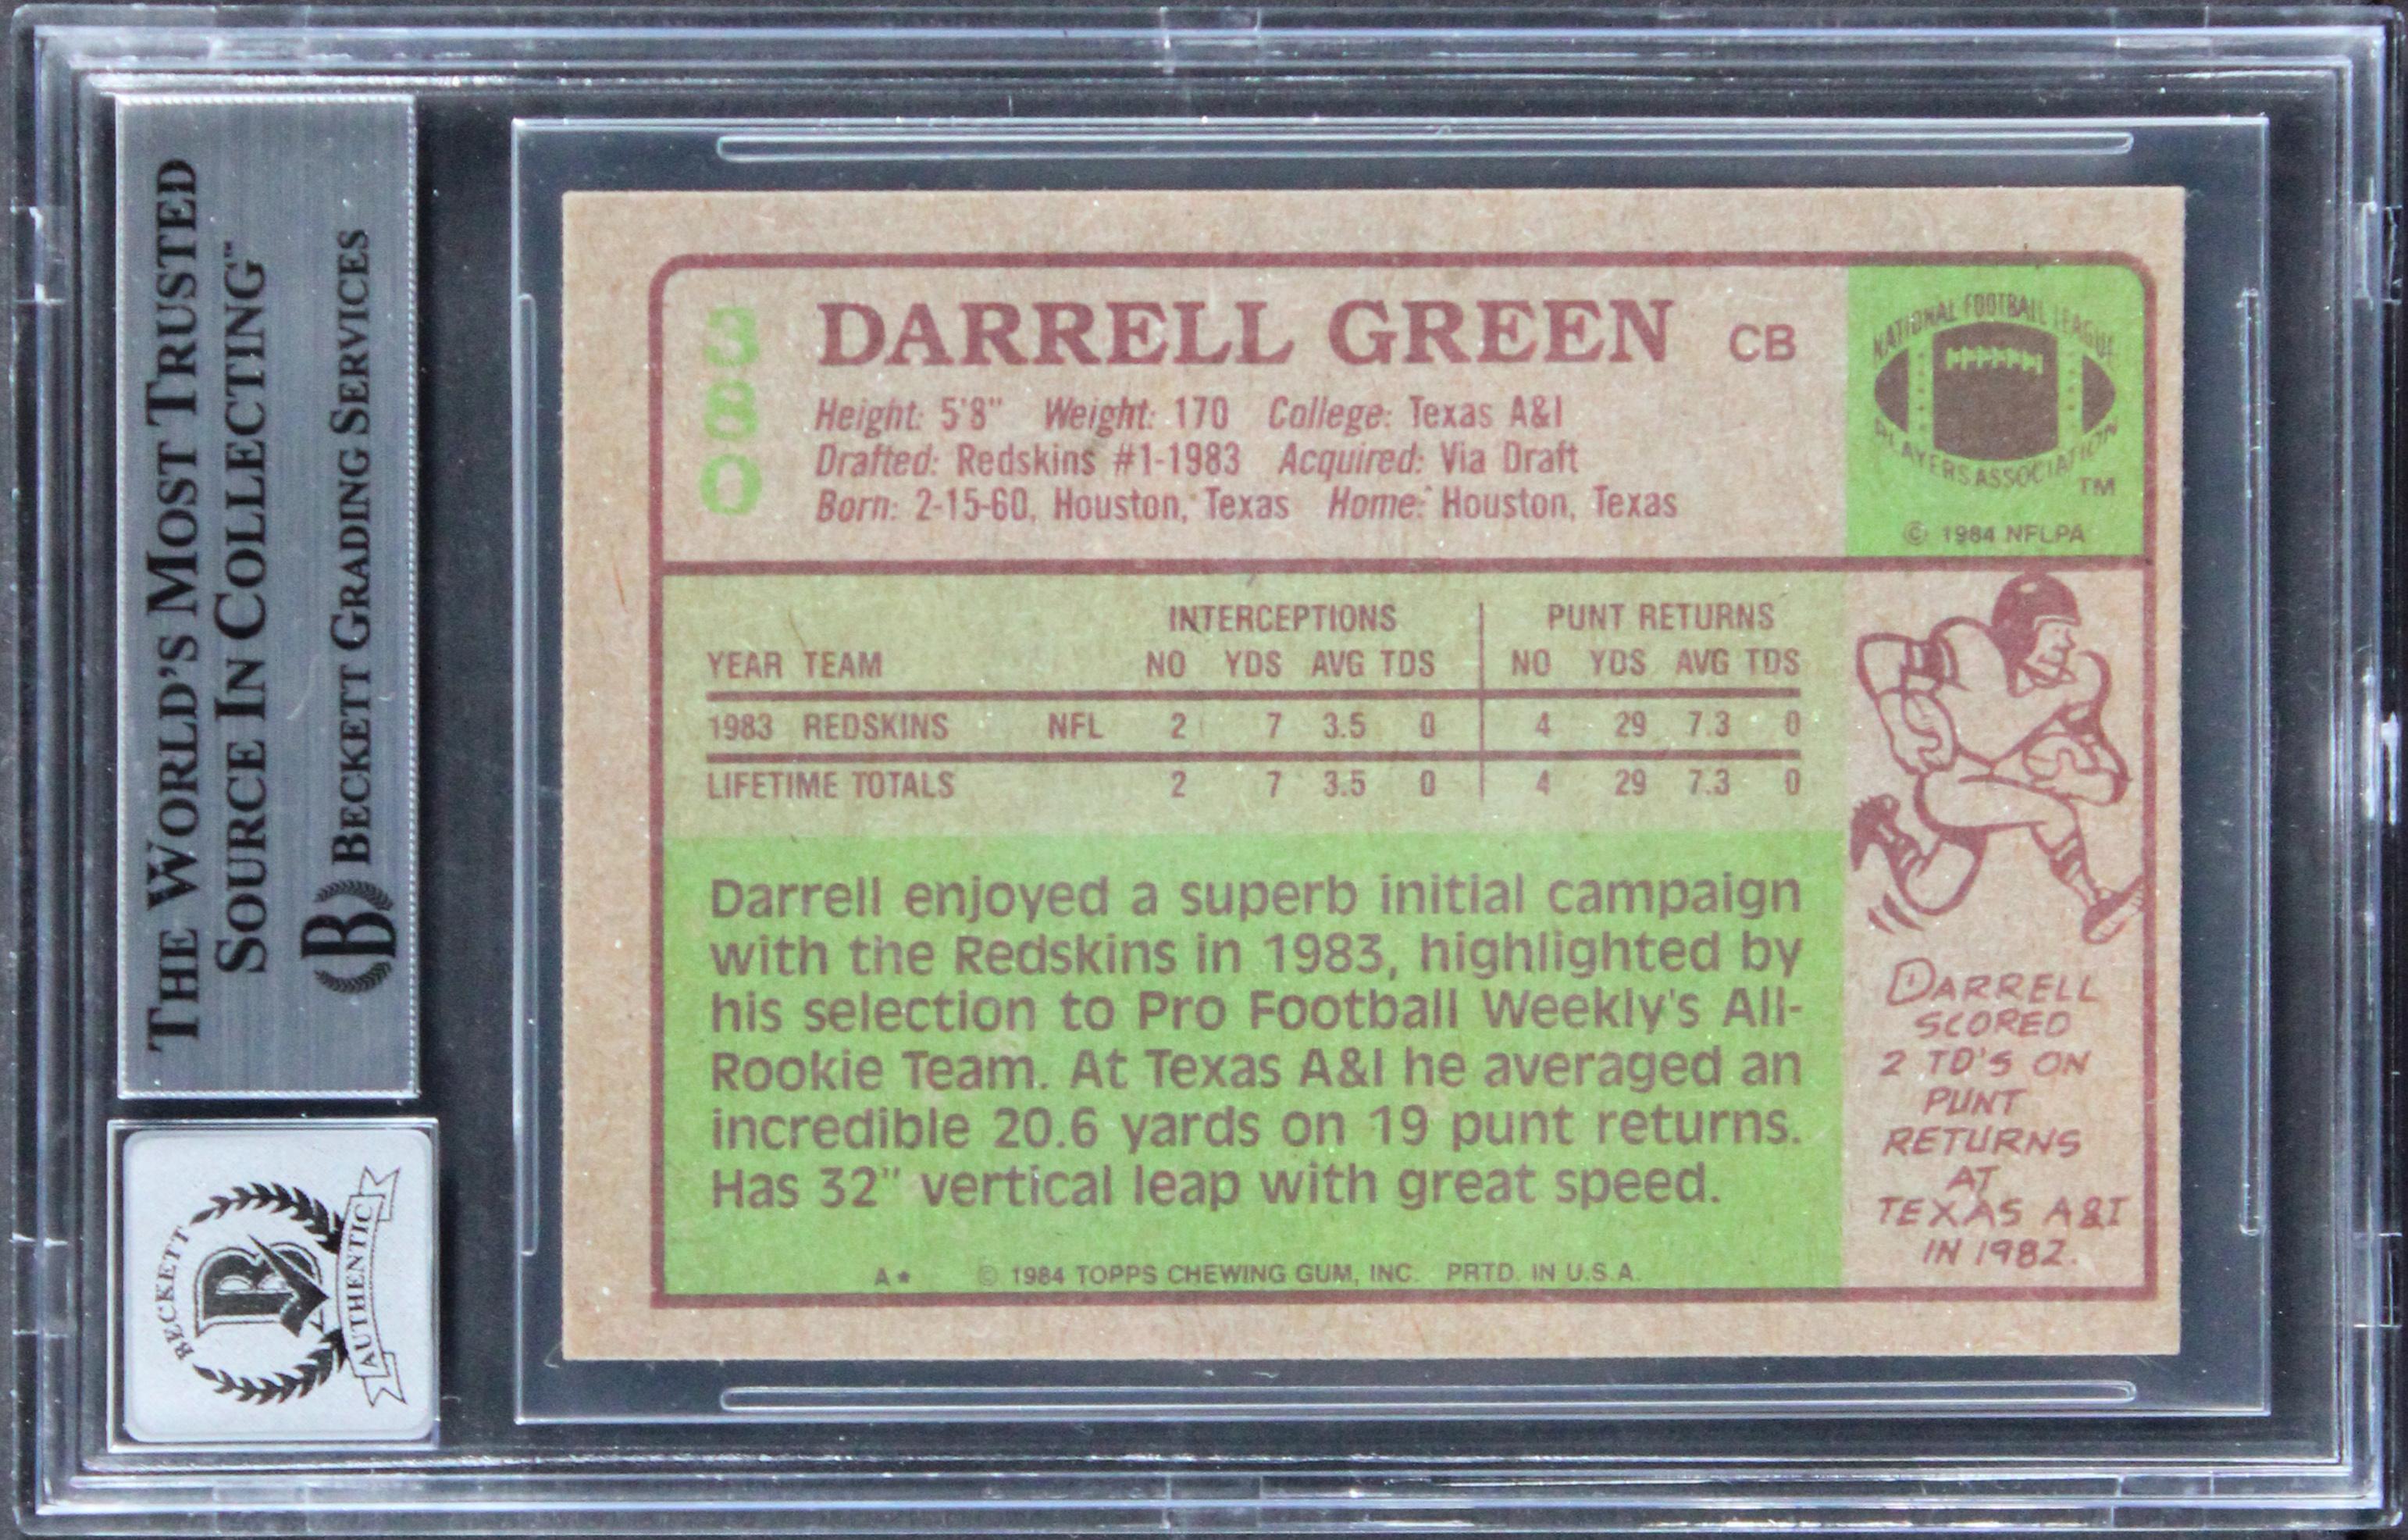 THE WORLD'S MOST TRUSTED
SOURCE IN COLLECTING™
B BECKETT GRADING SERVICES
BECKETT
B
AUTHENTIC
380
DARRELL GREEN CB
Height: 5'8" Weight: 170 College: Texas A&I
Drafted: Redskins #1-1983 Acquired: Via Draft
Born: 2-15-60, Houston, Texas Home: Houston, Texas
NATIONAL FOOTBALL LEAGUE
PLAYERS ASSOCIATION
TM
© 1984 NFLPA
INTERCEPTIONS PUNT RETURNS
YEAR TEAM NO YDS AVG TDS NO YDS AVG TDS
1983 REDSKINS NFL 2 7 3.5 0 4 29 7.3 0
LIFETIME TOTALS 2 7 3.5 0 4 29 7.3 0
Darrell enjoyed a superb initial campaign
with the Redskins in 1983, highlighted by
his selection to Pro Football Weekly's All-
Rookie Team. At Texas A&I he averaged an
incredible 20.6 yards on 19 punt returns.
Has 32" vertical leap with great speed.
A* © 1984 TOPPS CHEWING GUM, INC. PRTD. IN U.S.A.
DARRELL
SCORED
2 TD'S ON
PUNT
RETURNS
AT
TEXAS A&I
IN 1982.